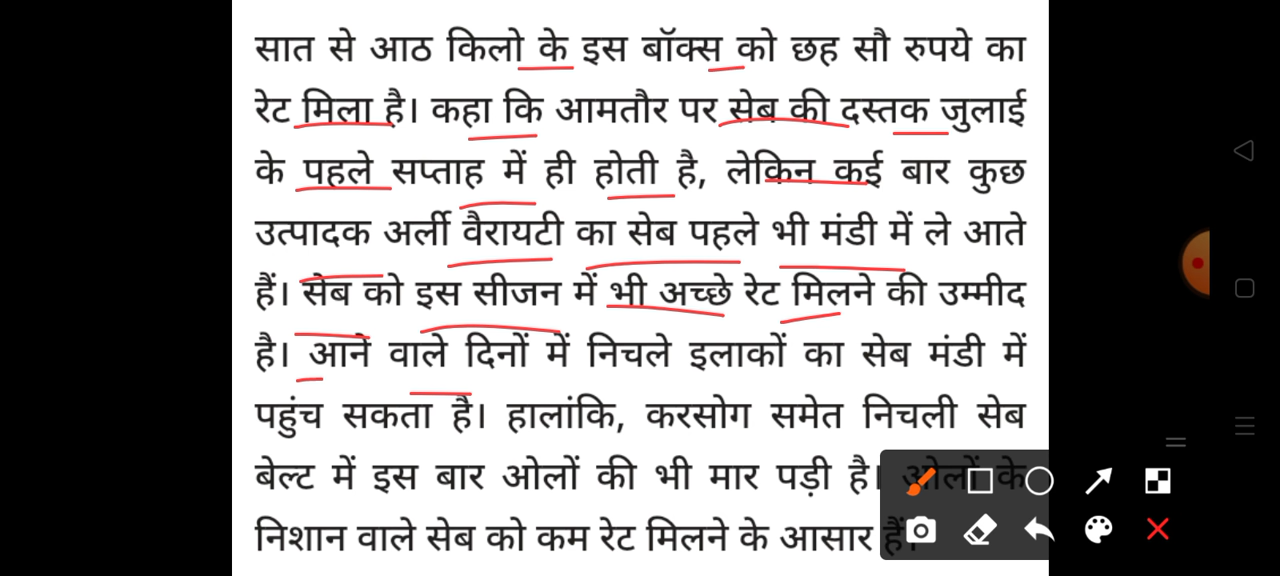 सात से आठ किलो के इस बॉक्स को छह सौ रुपये का
रेट मिला है। कहा कि आमतौर पर सेब की दस्तक जुलाई
के पहले सप्ताह में ही होती है, लेकिन कई बार कुछ
उत्पादक अर्ली वैरायटी का सेब पहले भी मंडी में ले आते
हैं। सेब को इस सीजन में भी अच्छे रेट मिलने की उम्मीद
है। आने वाले दिनों में निचले इलाकों का सेब मंडी में
पहुंच सकता है। हालांकि, करसोग समेत निचली सेब
बेल्ट में इस बार ओलों की भी मार पड़ी है। ओलों के
निशान वाले सेब को कम रेट मिलने के आसार हैं।